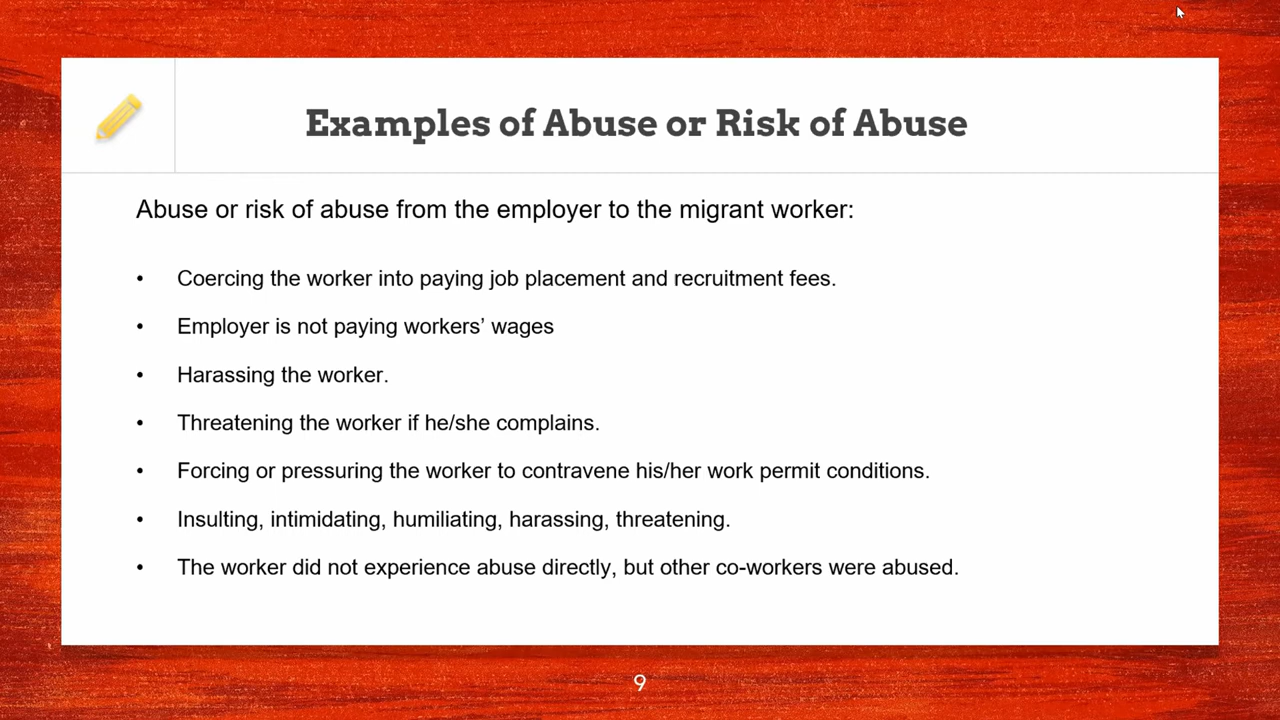 Examples of Abuse or Risk of Abuse
Abuse or risk of abuse from the employer to the migrant worker:
• Coercing the worker into paying job placement and recruitment fees.
• Employer is not paying workers’ wages
• Harassing the worker.
• Threatening the worker if he/she complains.
• Forcing or pressuring the worker to contravene his/her work permit conditions.
• Insulting, intimidating, humiliating, harassing, threatening.
• The worker did not experience abuse directly, but other co-workers were abused.
9